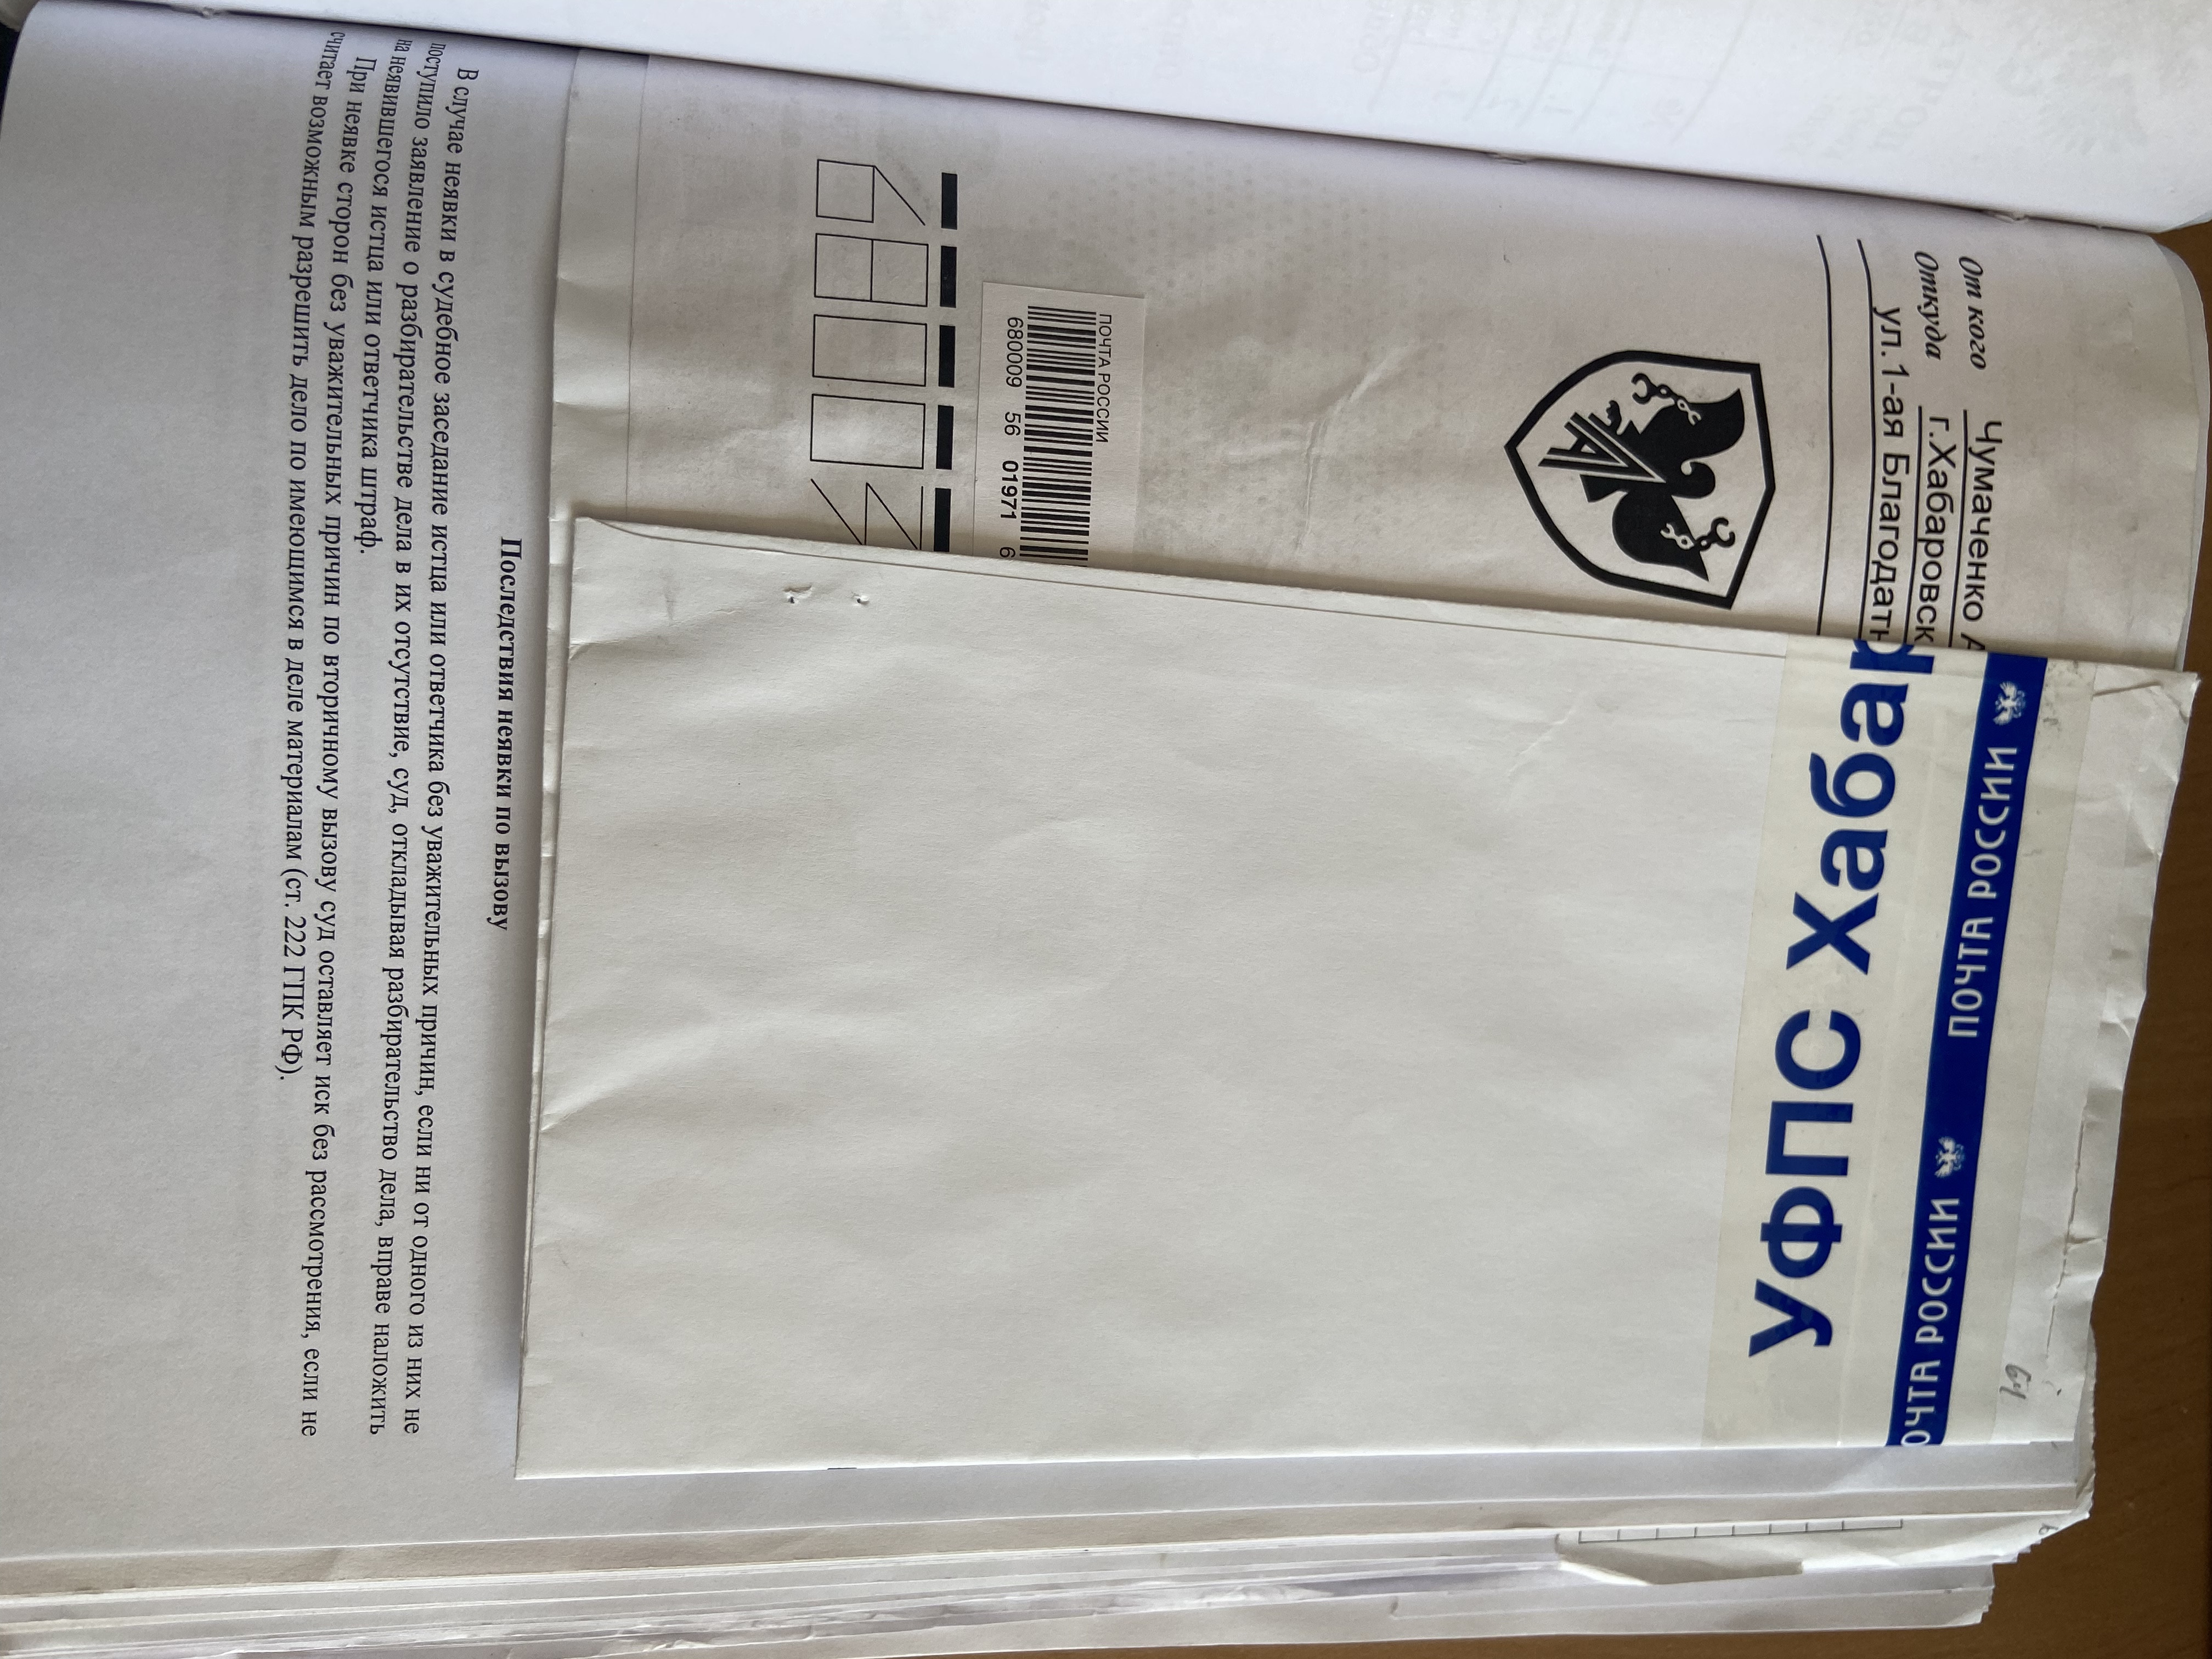 От кого Чумаченко А
Откуда г.Хабаровск
ул.1-ая Благодатн
ПОЧТА РОССИИ
680009 56 01971 6
ПОЧТА РОССИИ
ОЧТА РОССИИ
УФПС Хабар
64
Последствия неявки по вызову
В случае неявки в судебное заседание истца или ответчика без уважительных причин, если ни от одного из них не
поступило заявление о разбирательстве дела в их отсутствие, суд, откладывая разбирательство дела, вправе наложить
на неявившегося истца или ответчика штраф.
При неявке сторон без уважительных причин по вторичному вызову суд оставляет иск без рассмотрения, если не
считает возможным разрешить дело по имеющимся в деле материалам (ст. 222 ГПК РФ).